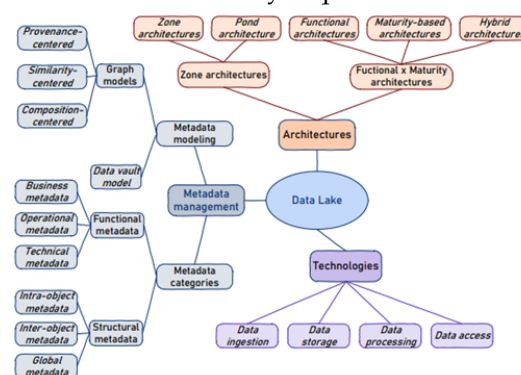 Provenance-
centered
Similarity-
centered
Composition-
centered
Graph
models
Data vault
model
Metadata
modeling
Zone
architectures
Pond
architecture
Functional
architectures
Maturity-based
architectures
Hybrid
architectures
Zone architectures
Fuctional x Maturity
architectures
Architectures
Metadata
management
Data Lake
Business
metadata
Operational
metadata
Technical
metadata
Functional
metadata
Metadata
categories
Intra-object
metadata
Inter-object
metadata
Global
metadata
Structural
metadata
Technologies
Data
ingestion
Data
storage
Data
processing
Data access